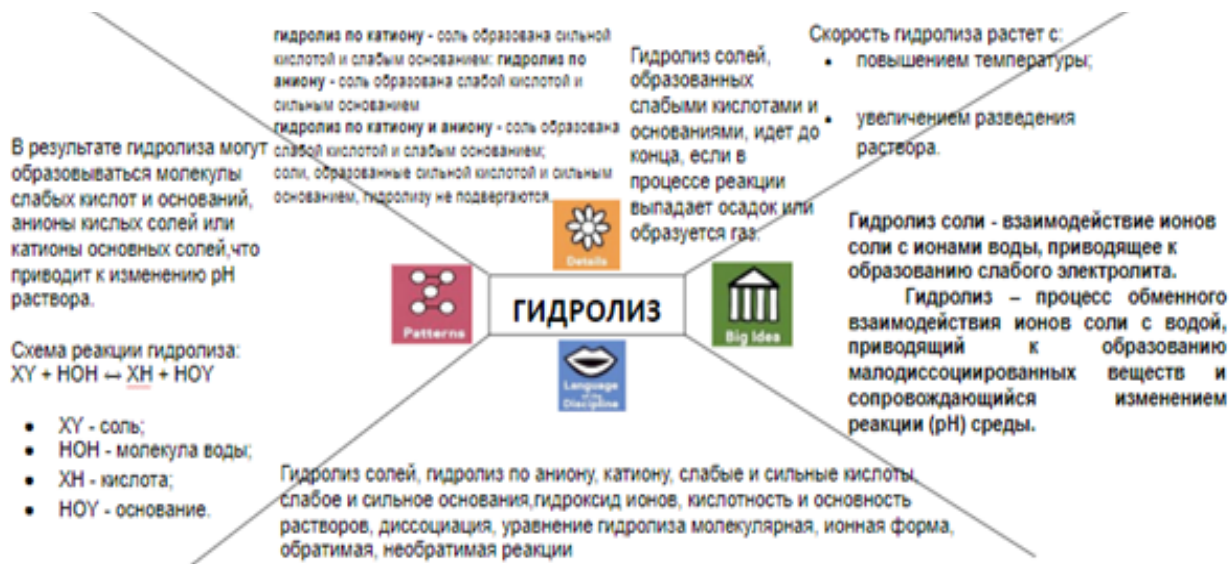 гидролиз по катиону - соль образована сильной
кислотой и слабым основанием: гидролиз по
аниону - соль образована слабой кислотой и
сильным основанием
гидролиз по катиону и аниону - соль образована
слабой кислотой и слабым основанием;
соли, образованные сильной кислотой и сильным
основанием, гидролизу не подвергаются.
Гидролиз солей,
образованных
слабыми кислотами и
основаниями, идет до
конца, если в
процессе реакции
выпадает осадок или
образуется газ.
Скорость гидролиза растет с:
• повышением температуры;
• увеличением разведения
раствора.
В результате гидролиза могут
образовываться молекулы
слабых кислот и оснований,
анионы кислых солей или
катионы основных солей,что
приводит к изменению pH
раствора.
Схема реакции гидролиза:
XY + HOH ↔ XH + HOY
• XY - соль;
• HOH - молекула воды;
• XH - кислота;
• HOY - основание.
Details
Patterns
ГИДРОЛИЗ
Big Idea
Language
of the
Discipline
Гидролиз соли - взаимодействие ионов
соли с ионами воды, приводящее к
образованию слабого электролита.
Гидролиз – процесс обменного
взаимодействия ионов соли с водой,
приводящий к образованию
малодиссоциированных веществ и
сопровождающийся изменением
реакции (pH) среды.
Гидролиз солей, гидролиз по аниону, катиону, слабые и сильные кислоты,
слабое и сильное основания,гидроксид ионов, кислотность и основность
растворов, диссоциация, уравнение гидролиза молекулярная, ионная форма,
обратимая, необратимая реакции